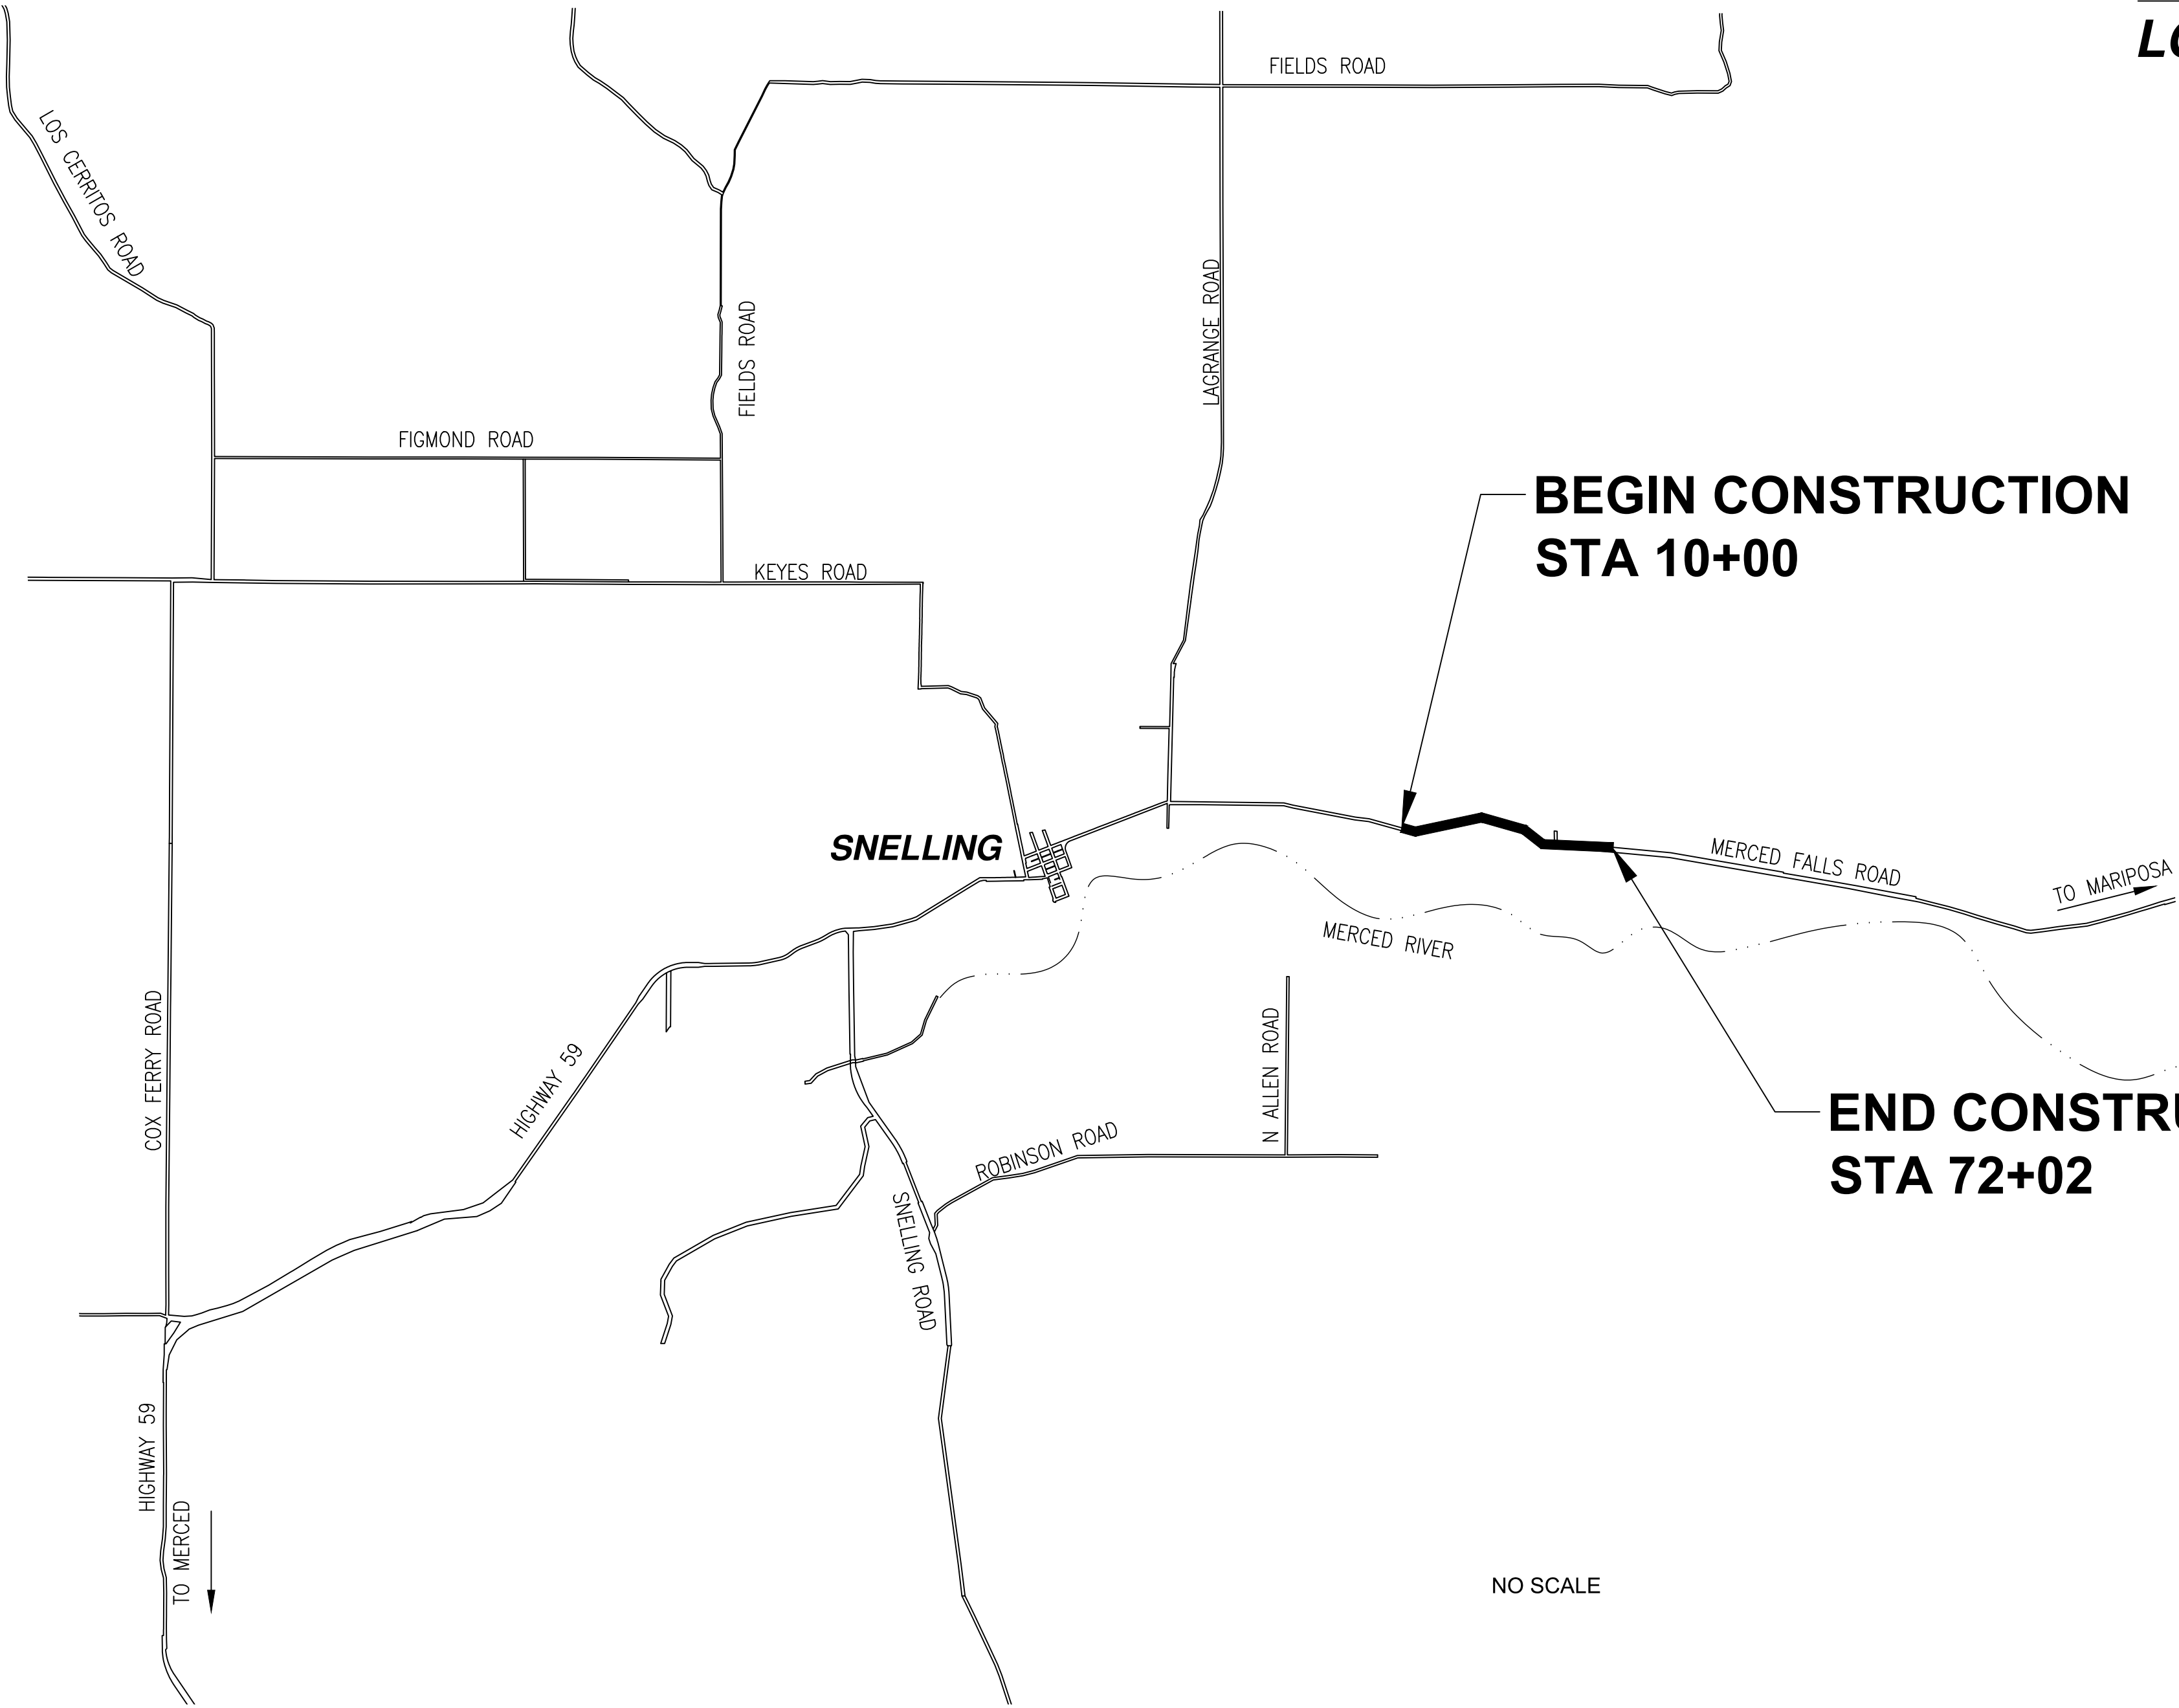 FIELDS ROAD
LOS CERRITOS ROAD
LAGRANGE ROAD
FIELDS ROAD
FIGMOND ROAD
BEGIN CONSTRUCTION
STA 10+00
KEYES ROAD
SNELLING
MERCED FALLS ROAD
TO MARIPOSA
MERCED RIVER
COX FERRY ROAD
HIGHWAY 59
N ALLEN ROAD
END
STA 72+02
ROBINSON ROAD
SNELLING ROAD
HIGHWAY 59
TO MERCED
NO SCALE